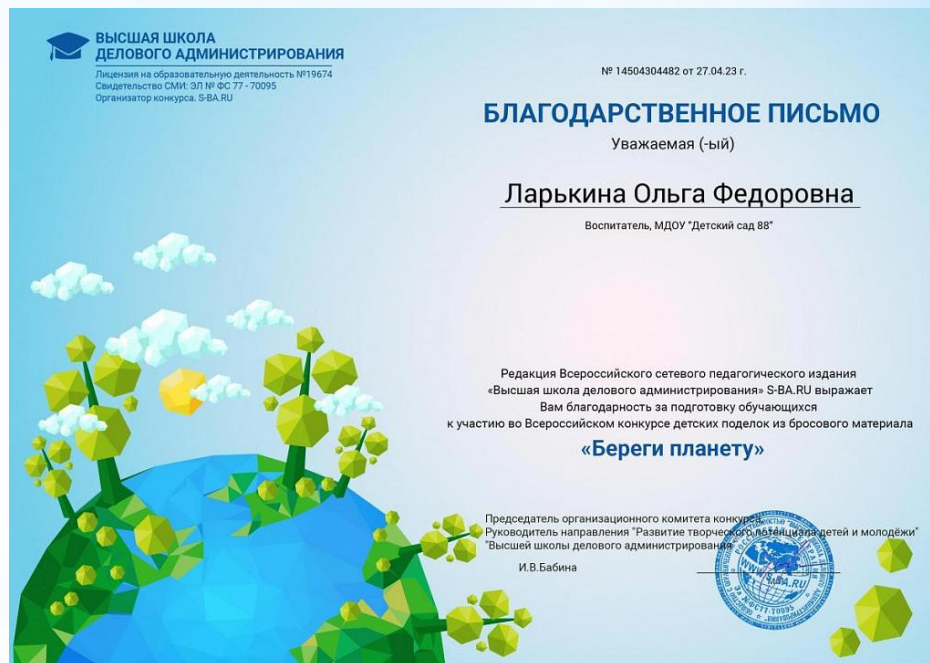 ВЫСШАЯ ШКОЛА
ДЕЛОВОГО АДМИНИСТРИРОВАНИЯ
Лицензия на образовательную деятельность №19674
Свидетельство СМИ: ЭЛ № ФС 77 - 70095
Организатор конкурса. S-BA.RU
№ 14504304482 от 27.04.23 г.
БЛАГОДАРСТВЕННОЕ ПИСЬМО
Уважаемая (-ый)
Ларькина Ольга Федоровна
Воспитатель, МДОУ "Детский сад 88"
Редакция Всероссийского сетевого педагогического издания
«Высшая школа делового администрирования» S-BA.RU выражает
Вам благодарность за подготовку обучающихся
к участию во Всероссийском конкурсе детских поделок из бросового материала
«Береги планету»
Председатель организационного комитета конкурса,
Руководитель направления "Развитие творческого потенциала детей и молодёжи"
"Высшей школы делового администрирования
И.В.Бабина
WWW.S-BA.RU